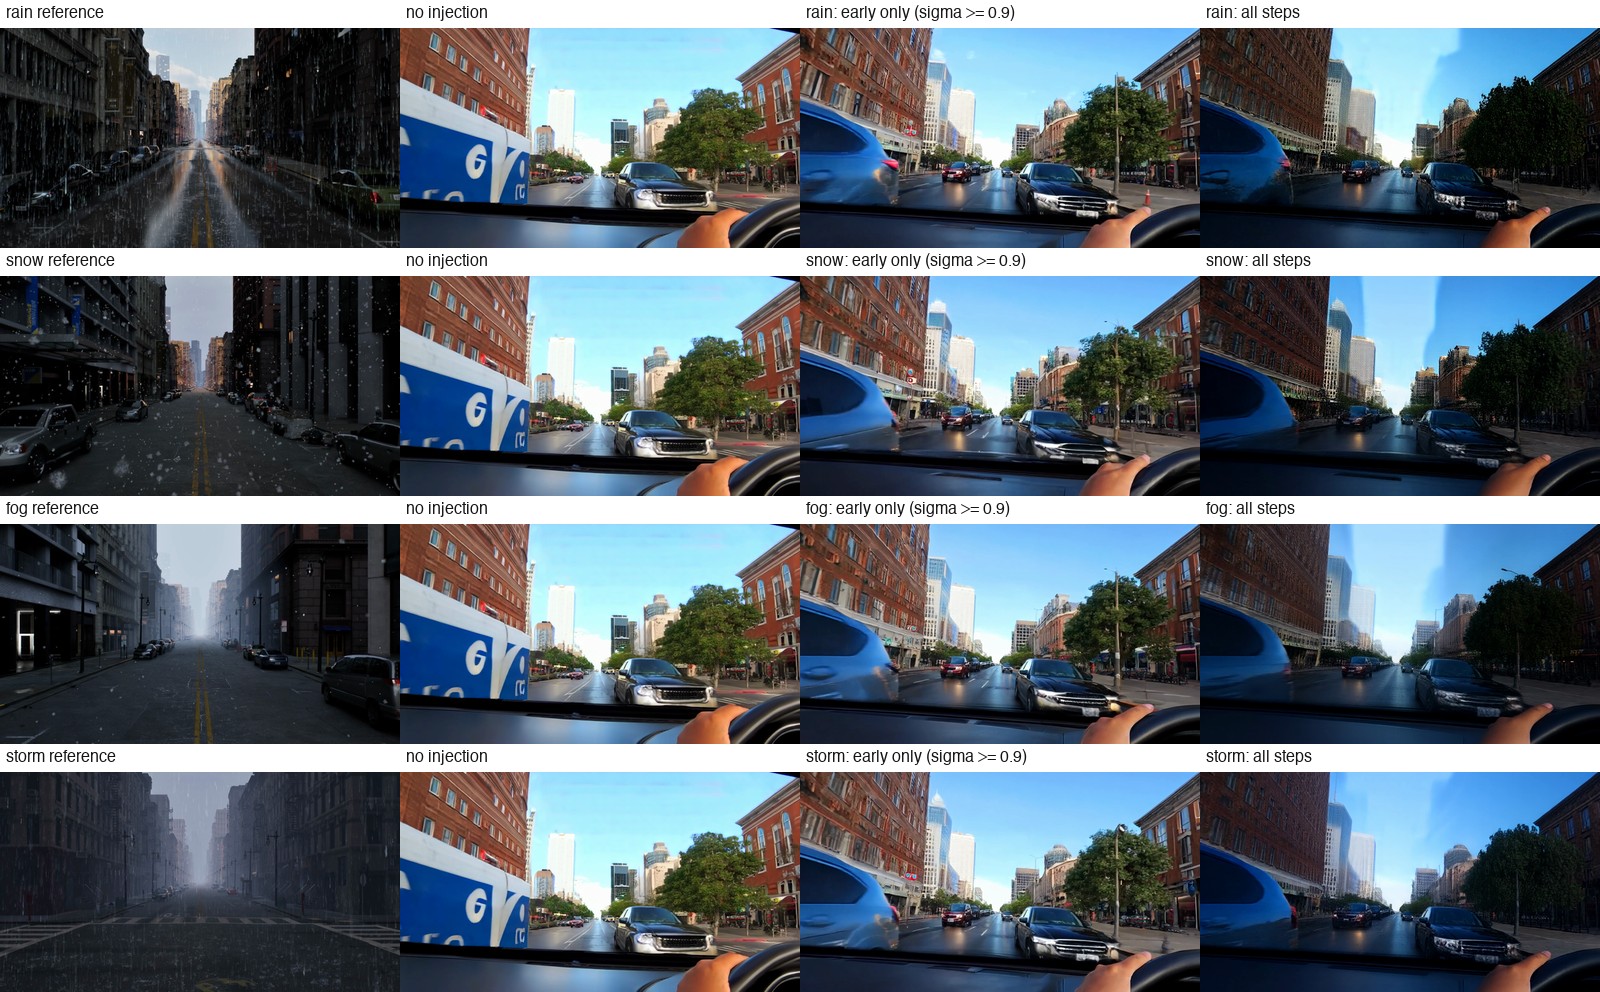 rain reference
no injection
rain: early only (sigma >= 0.9)
rain: all steps
snow reference
no injection
snow: early only (sigma >= 0.9)
snow: all steps
fog reference
no injection
fog: early only (sigma >= 0.9)
fog: all steps
storm reference
no injection
storm: early only (sigma >= 0.9)
storm: all steps